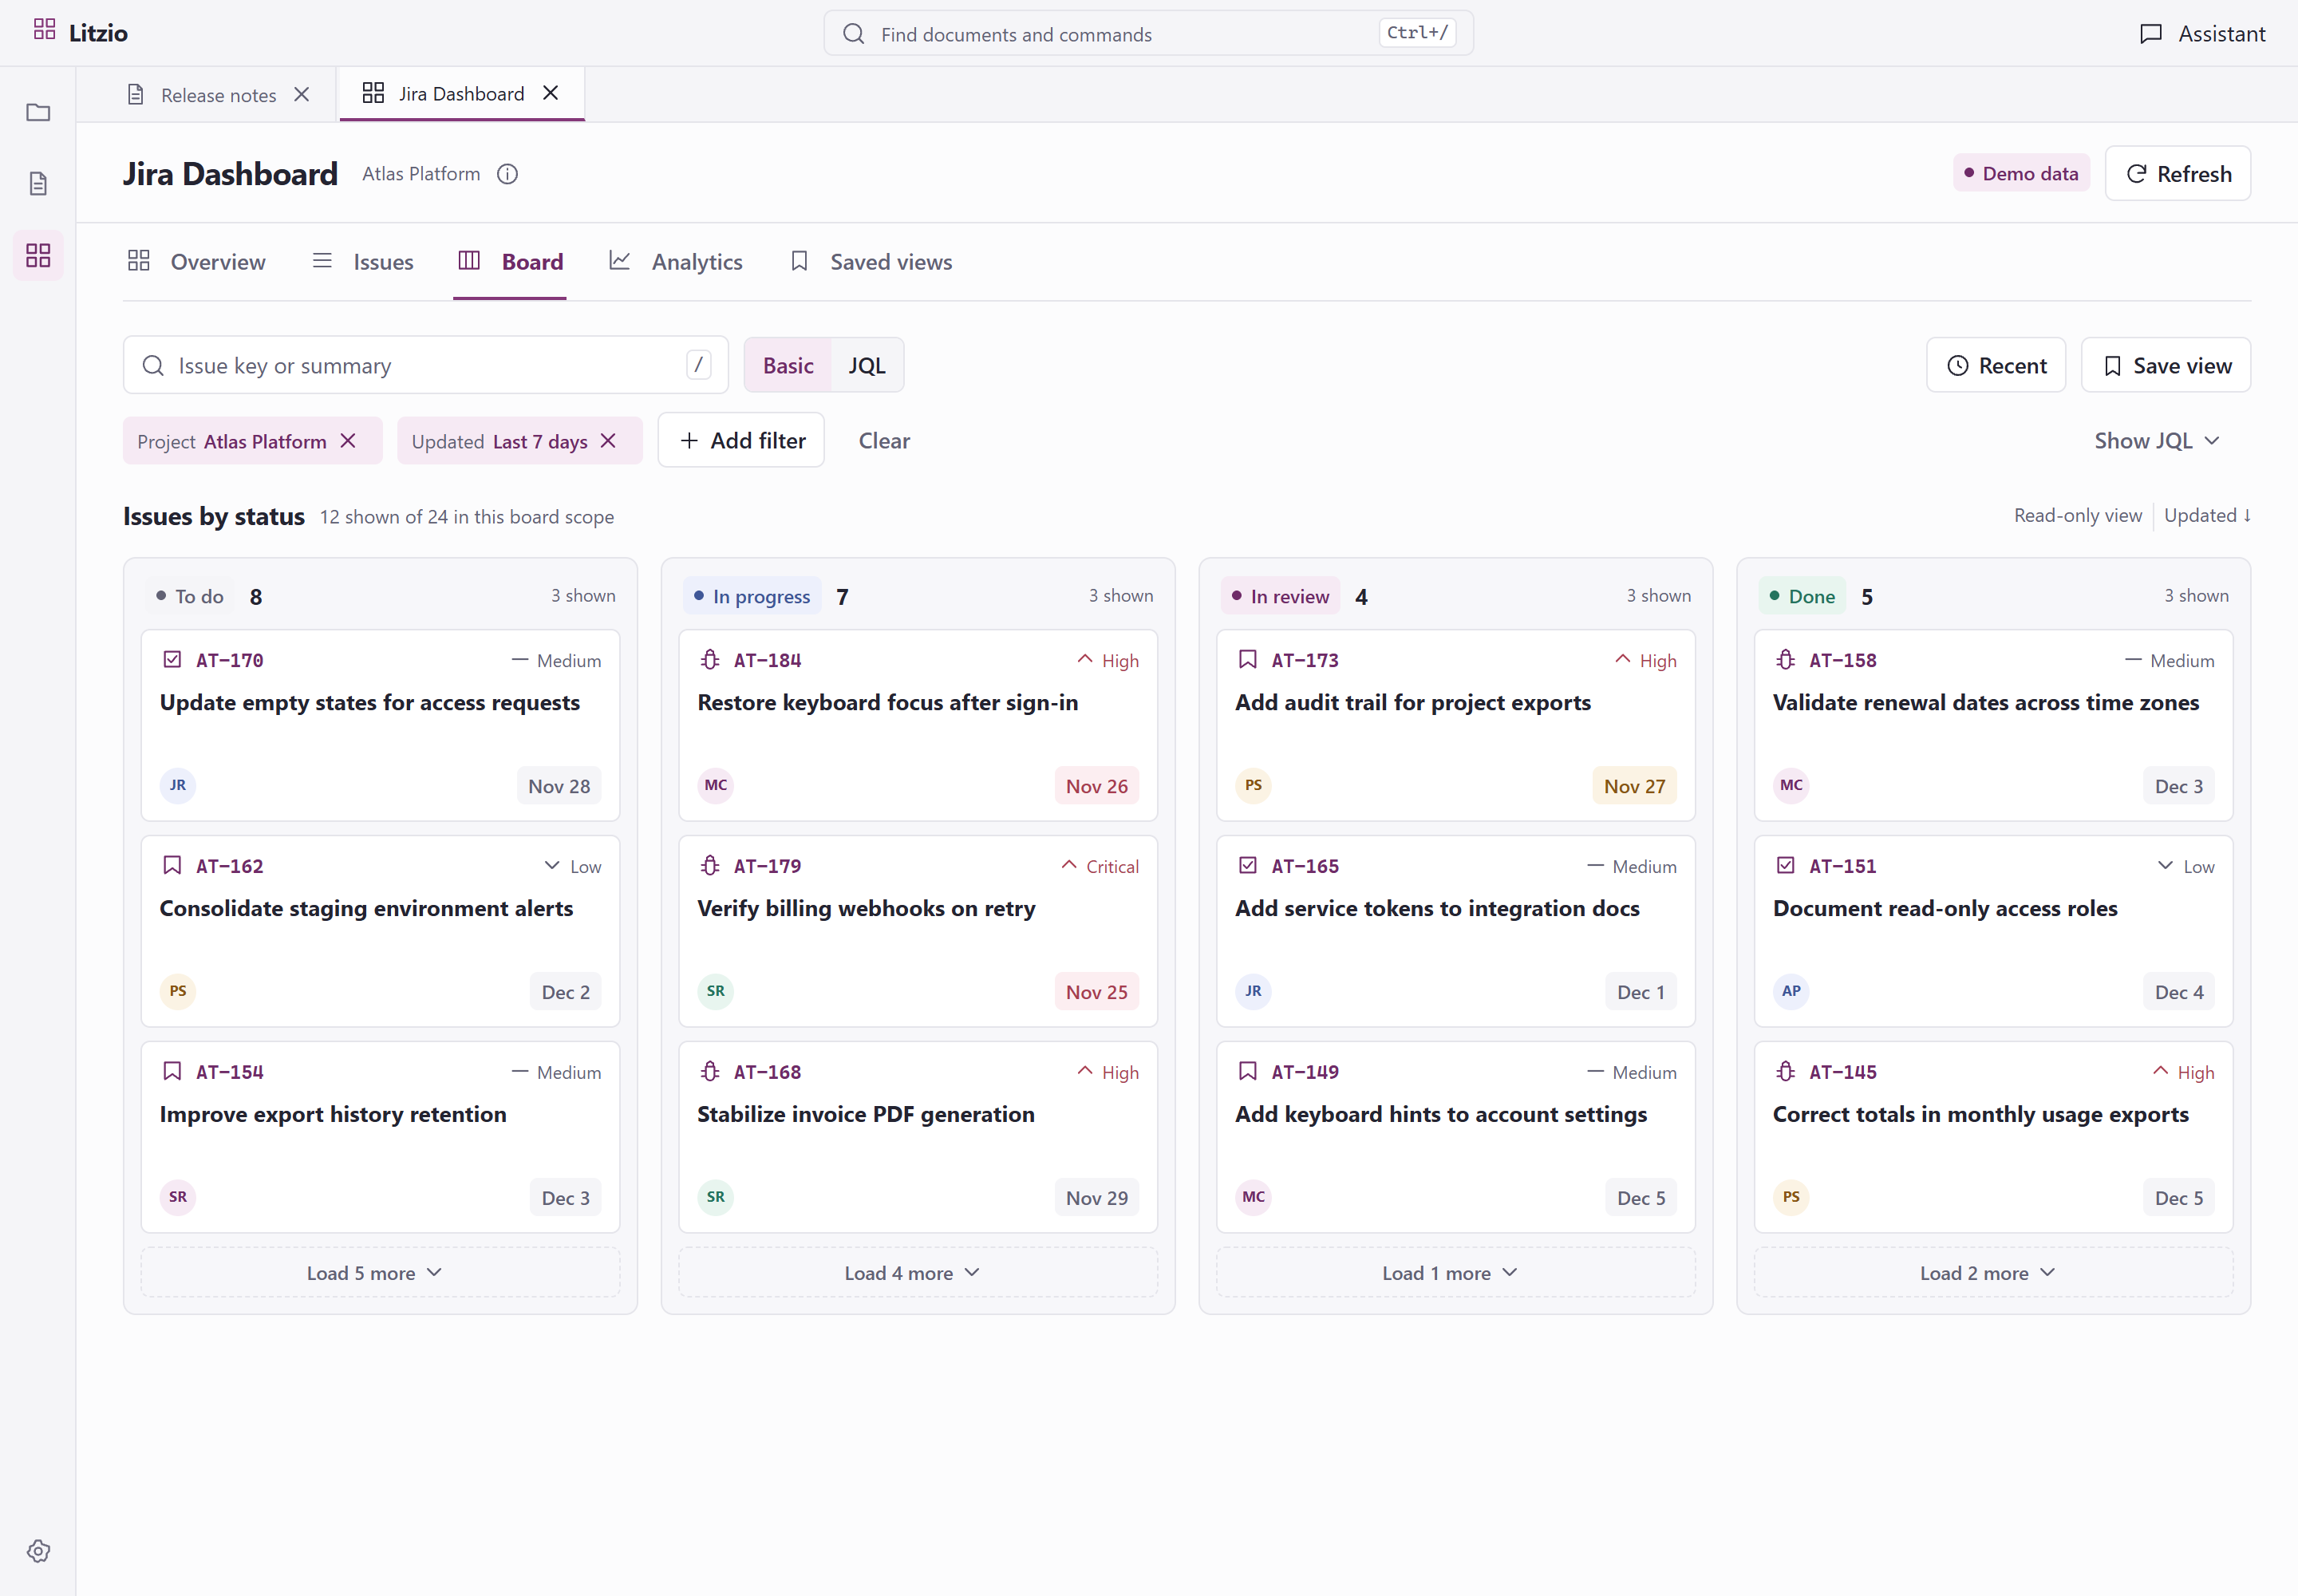 Litzio
Find documents and commands
Ctrl+/
Assistant
Release notes
Jira Dashboard
Jira Dashboard
Atlas Platform
Demo data
Refresh
Overview
Issues
Board
Analytics
Saved views
Issue key or summary
/
Basic
JQL
Recent
Save view
Project Atlas Platform
Updated Last 7 days
Add filter
Clear
Show JQL
Issues by status
12 shown of 24 in this board scope
Read-only view
Updated ↓
To do 8
3 shown
AT-170
Medium
Update empty states for access requests
JR
Nov 28
AT-162
Low
Consolidate staging environment alerts
PS
Dec 2
AT-154
Medium
Improve export history retention
SR
Dec 3
Load 5 more
In progress 7
3 shown
AT-184
High
Restore keyboard focus after sign-in
MC
Nov 26
AT-179
Critical
Verify billing webhooks on retry
SR
Nov 25
AT-168
High
Stabilize invoice PDF generation
SR
Nov 29
Load 4 more
In review 4
3 shown
AT-173
High
Add audit trail for project exports
PS
Nov 27
AT-165
Medium
Add service tokens to integration docs
JR
Dec 1
AT-149
Medium
Add keyboard hints to account settings
MC
Dec 5
Load 1 more
Done 5
3 shown
AT-158
Medium
Validate renewal dates across time zones
MC
Dec 3
AT-151
Low
Document read-only access roles
AP
Dec 4
AT-145
High
Correct totals in monthly usage exports
PS
Dec 5
Load 2 more